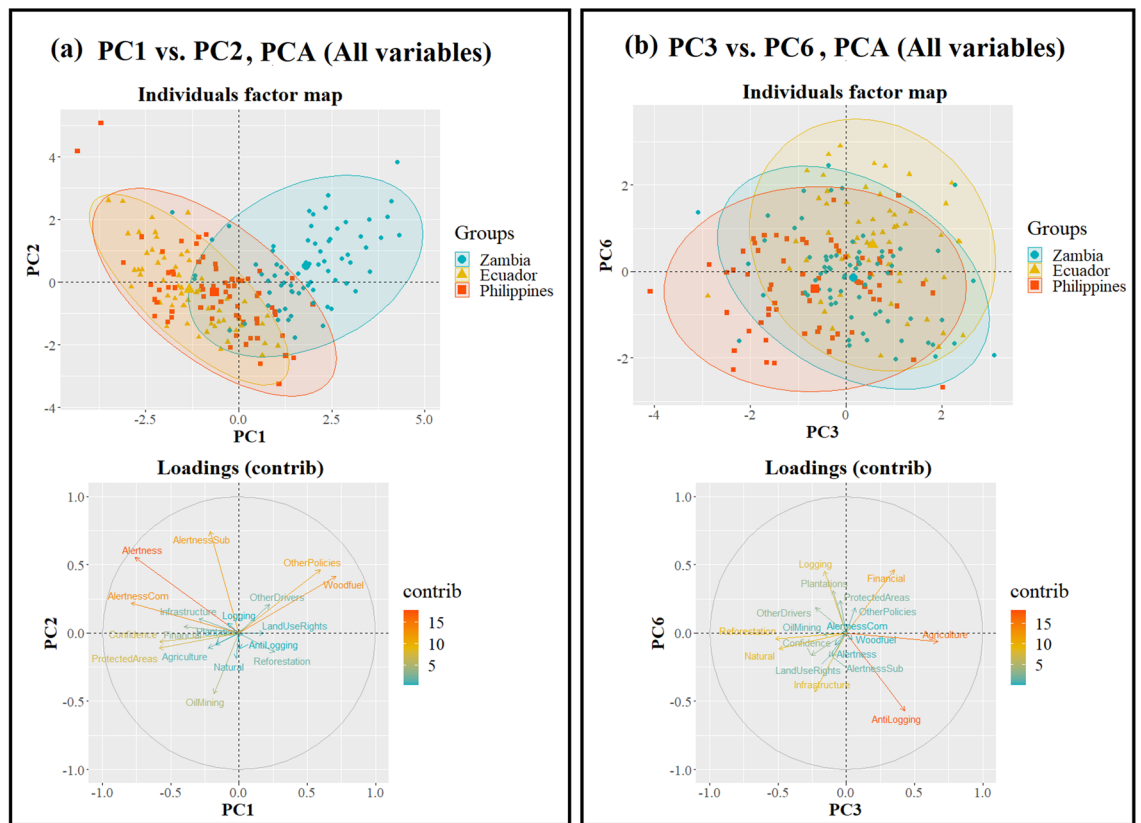 (a) PC1 vs. PC2, PCA (All variables)
Individuals factor map
4
2
0
-2
-4
PC2
-2.5
0.0
2.5
5.0
PC1
Groups
Zambia
Ecuador
Philippines
Loadings (contrib)
1.0
0.5
0.0
-0.5
-1.0
PC2
AlertnessSub
Alertness
OtherPolicies
Woodfuel
AlertnessCom
OtherDrivers
Infrastructure
Logging
LandUseRights
Confidence
Financial
Plantations
AntiLogging
ProtectedAreas
Agriculture
Reforestation
Natural
OilMining
-1.0
-0.5
0.0
0.5
1.0
PC1
contrib
15
10
5
(b) PC3 vs. PC6, PCA (All variables)
Individuals factor map
2
0
-2
PC6
-4
-2
0
2
PC3
Groups
Zambia
Ecuador
Philippines
Loadings (contrib)
1.0
0.5
0.0
-0.5
-1.0
PC6
Logging
Financial
Plantations
ProtectedAreas
OtherDrivers
OtherPolicies
OilMining
AlertnessCom
Reforestation
Agriculture
Confidence
Woodfuel
Natural
Alertness
LandUseRights
AlertnessSub
Infrastructure
AntiLogging
-1.0
-0.5
0.0
0.5
1.0
PC3
contrib
15
10
5